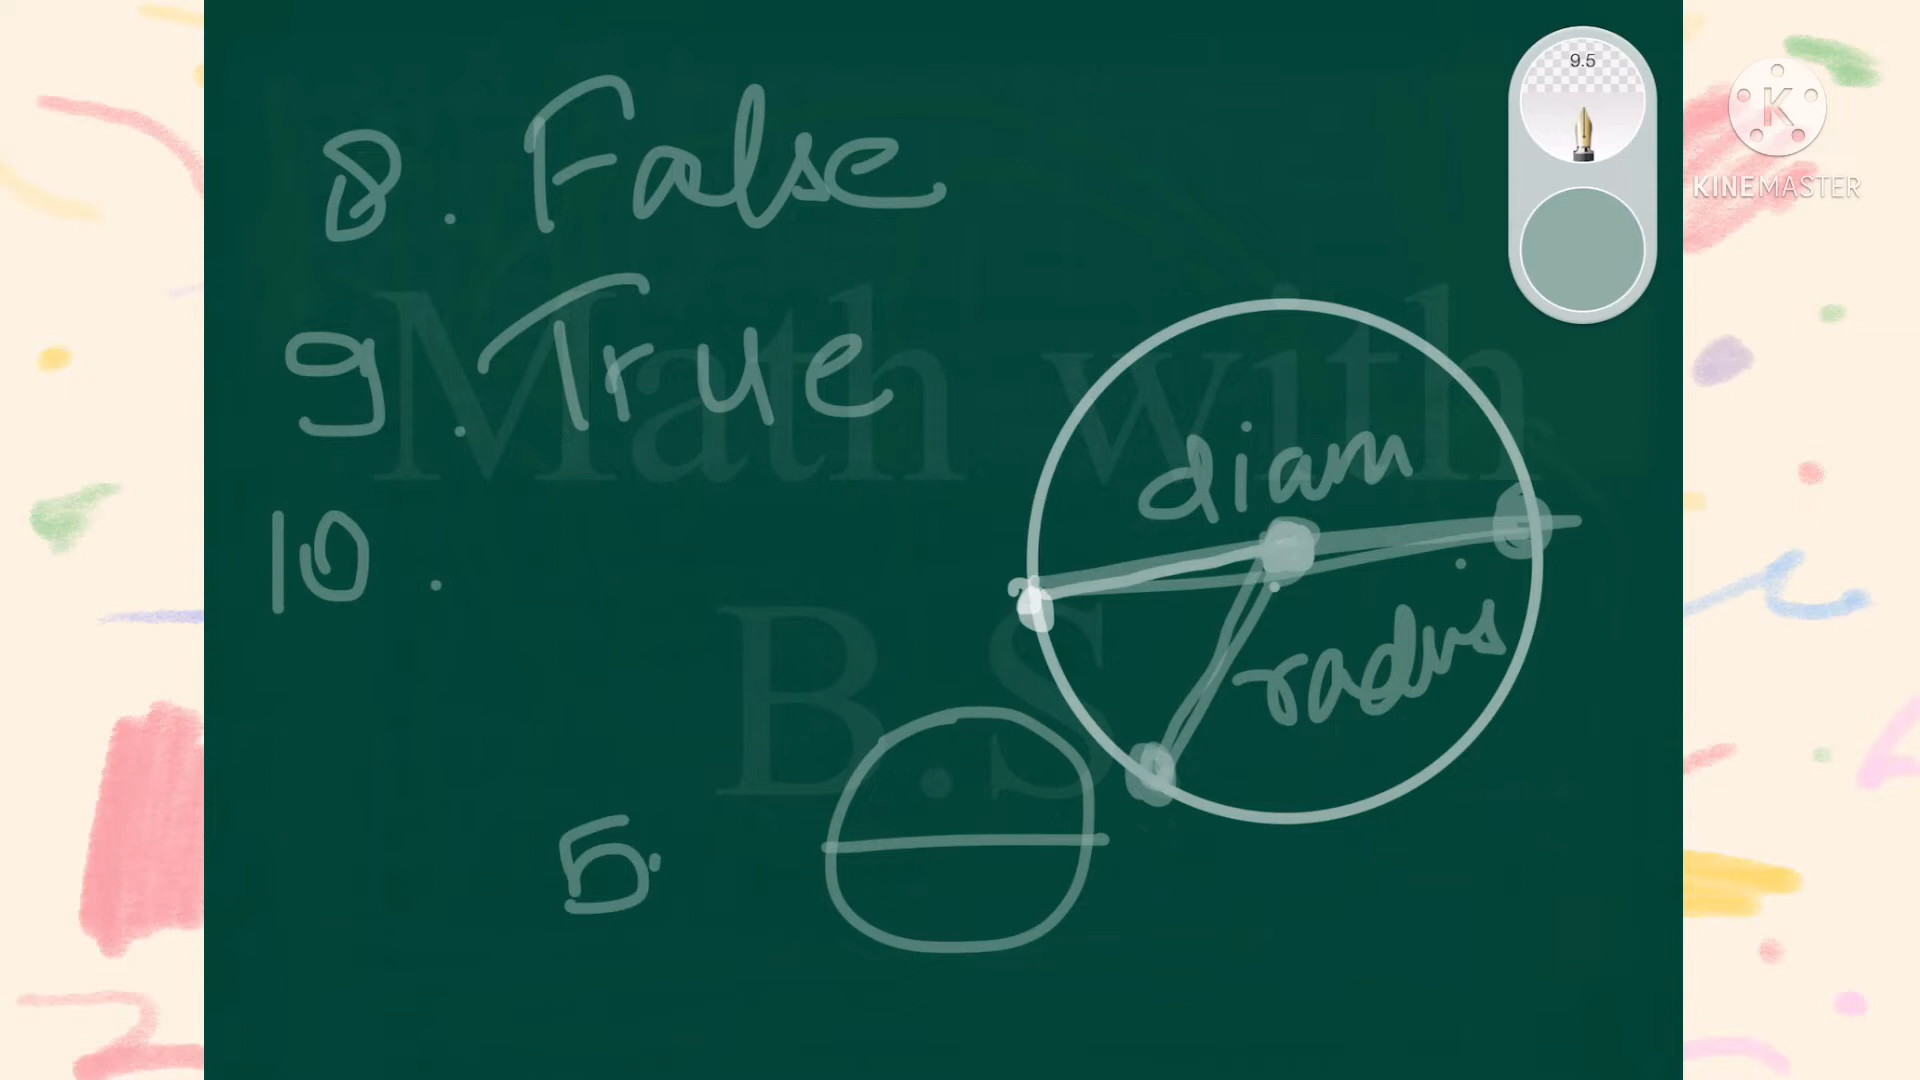 8. False
9.5
KINEMASTER
9. True
Math with
diam
10.
radius
B.S
5.